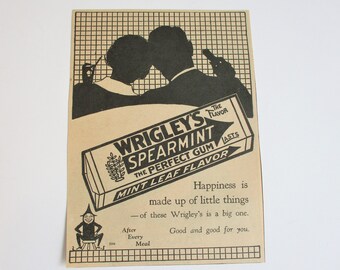 WRIGLEY'S
SPEARMINT
THE PERFECT GUM
MINT LEAF FLAVOR
THE FLAVOR
LASTS
Happiness is
made up of little things
—of these Wrigley's is a big one.
After
Every
Meal
Good and good for you.